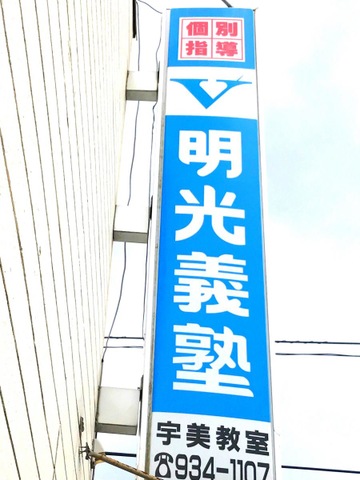 個別
指導
明光義塾
宇美教室
☎934-1107